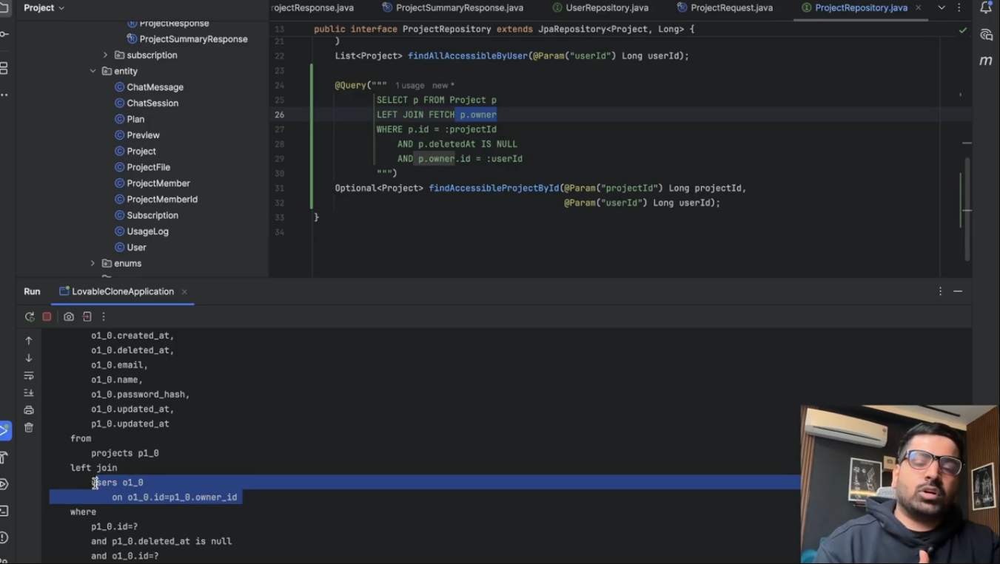 Project
rojectResponse.java
ProjectSummaryResponse.java
UserRepository.java
ProjectRequest.java
ProjectRepository.java
ProjectResponse
ProjectSummaryResponse
subscription
entity
ChatMessage
ChatSession
Plan
Preview
Project
ProjectFile
ProjectMember
ProjectMemberId
Subscription
UsageLog
User
enums
13 public interface ProjectRepository extends JpaRepository<Project, Long> {
21 )
22 List<Project> findAllAccessibleByUser(@Param("userId") Long userId);
23
24 @Query(""" 1 usage new *
25 SELECT p FROM Project p
26 LEFT JOIN FETCH p.owner
27 WHERE p.id = :projectId
28 AND p.deletedAt IS NULL
29 AND p.owner.id = :userId
30 """)
31 Optional<Project> findAccessibleProjectById(@Param("projectId") Long projectId,
32 @Param("userId") Long userId);
33 }
34
m
Run LovableCloneApplication
o1_0.created_at,
o1_0.deleted_at,
o1_0.email,
o1_0.name,
o1_0.password_hash,
o1_0.updated_at,
p1_0.updated_at
from
projects p1_0
left join
users o1_0
on o1_0.id=p1_0.owner_id
where
p1_0.id=?
and p1_0.deleted_at is null
and o1_0.id=?